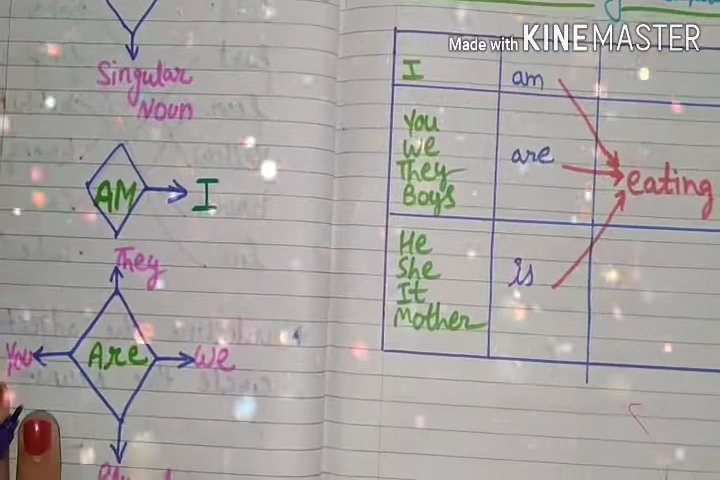 Made with KINEMASTER
Singular
Noun
AM I
They
You Are We
I am
You
We
They
Boys
are
eating
He
She
It
Mother
is